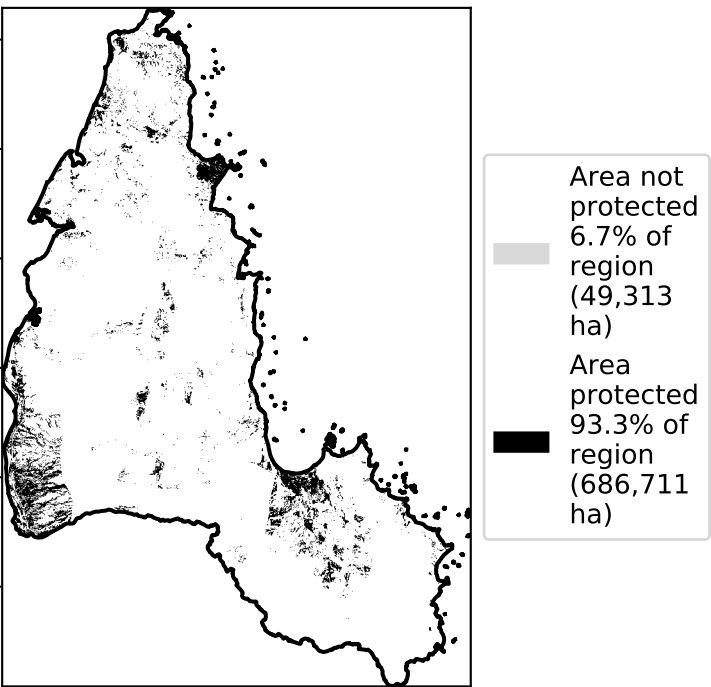 Area not
protected
6.7% of
region
(49,313
ha)
Area
protected
93.3% of
region
(686,711
ha)